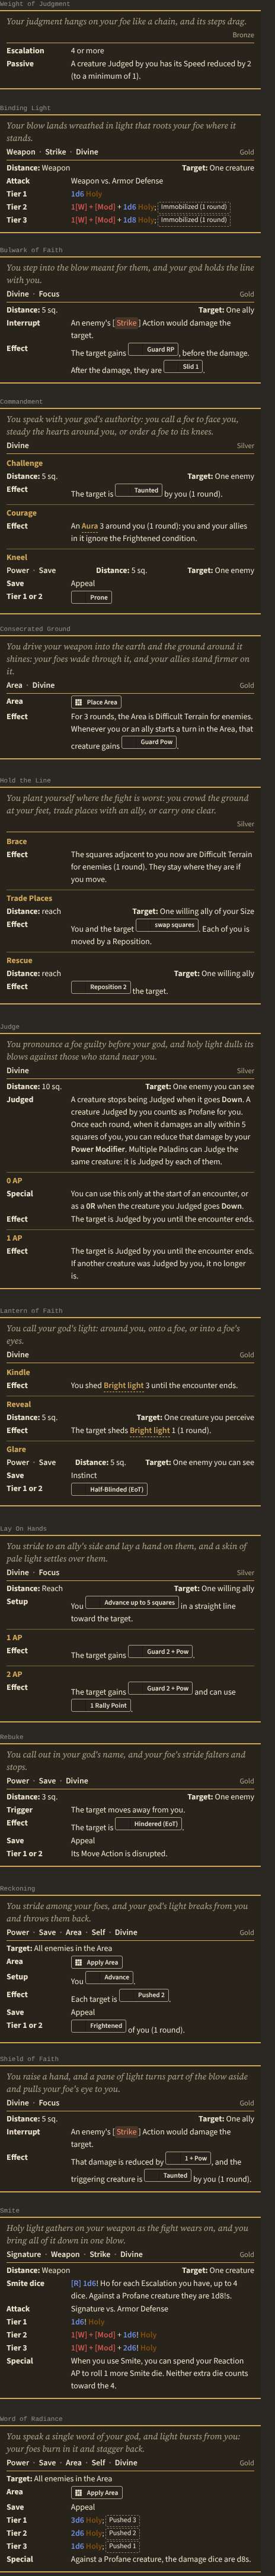 Weight of Judgment
Your judgment hangs on your foe like a chain, and its steps drag.
Bronze
Escalation 4 or more
Passive A creature Judged by you has its Speed reduced by 2
(to a minimum of 1).
Binding Light
Your blow lands wreathed in light that roots your foe where it
stands.
Weapon · Strike · Divine Gold
Distance: Weapon Target: One creature
Attack Weapon vs. Armor Defense
Tier 1 1d6 Holy
Tier 2 1[W] + [Mod] + 1d6 Holy; Immobilized (1 round)
Tier 3 1[W] + [Mod] + 1d8 Holy; Immobilized (1 round)
Bulwark of Faith
You step into the blow meant for them, and your god holds the line
with you.
Divine · Focus Gold
Distance: 5 sq. Target: One ally
Interrupt An enemy's [ Strike ] Action would damage the
target.
Effect The target gains Guard RP, before the damage.
After the damage, they are Slid 1.
Commandment
You speak with your god's authority: you call a foe to face you,
steady the hearts around you, or order a foe to its knees.
Divine Silver
Challenge
Distance: 5 sq. Target: One enemy
Effect The target is Taunted by you (1 round).
Courage
Effect An Aura 3 around you (1 round): you and your allies
in it ignore the Frightened condition.
Kneel
Power · Save Distance: 5 sq. Target: One enemy
Save Appeal
Tier 1 or 2 Prone
Consecrated Ground
You drive your weapon into the earth and the ground around it
shines: your foes wade through it, and your allies stand firmer on
it.
Area · Divine Gold
Area Place Area
Effect For 3 rounds, the Area is Difficult Terrain for enemies.
Whenever you or an ally starts a turn in the Area, that
creature gains Guard Pow.
Hold the Line
You plant yourself where the fight is worst: you crowd the ground
at your feet, trade places with an ally, or carry one clear.
Silver
Brace
Effect The squares adjacent to you now are Difficult Terrain
for enemies (1 round). They stay where they are if
you move.
Trade Places
Distance: reach Target: One willing ally of your Size
Effect You and the target swap squares. Each of you is
moved by a Reposition.
Rescue
Distance: reach Target: One willing ally
Effect Reposition 2 the target.
Judge
You pronounce a foe guilty before your god, and holy light dulls its
blows against those who stand near you.
Divine Silver
Distance: 10 sq. Target: One enemy you can see
Judged A creature stops being Judged when it goes Down. A
creature Judged by you counts as Profane for you.
Once each round, when it damages an ally within 5
squares of you, you can reduce that damage by your
Power Modifier. Multiple Paladins can Judge the
same creature: it is Judged by each of them.
0 AP
Special You can use this only at the start of an encounter, or
as a 0R when the creature you Judged goes Down.
Effect The target is Judged by you until the encounter ends.
1 AP
Effect The target is Judged by you until the encounter ends.
If another creature was Judged by you, it no longer
is.
Lantern of Faith
You call your god's light: around you, onto a foe, or into a foe's
eyes.
Divine Gold
Kindle
Effect You shed Bright light 3 until the encounter ends.
Reveal
Distance: 5 sq. Target: One creature you perceive
Effect The target sheds Bright light 1 (1 round).
Glare
Power · Save Distance: 5 sq. Target: One enemy you can see
Save Instinct
Tier 1 or 2 Half-Blinded (EoT)
Lay On Hands
You stride to an ally's side and lay a hand on them, and a skin of
pale light settles over them.
Divine · Focus Silver
Distance: Reach Target: One willing ally
Setup You Advance up to 5 squares in a straight line
toward the target.
1 AP
Effect The target gains Guard 2 + Pow.
2 AP
Effect The target gains Guard 2 + Pow and can use
1 Rally Point.
Rebuke
You call out in your god's name, and your foe's stride falters and
stops.
Power · Save · Divine Gold
Distance: 3 sq. Target: One enemy
Trigger The target moves away from you.
Effect The target is Hindered (EoT).
Save Appeal
Tier 1 or 2 Its Move Action is disrupted.
Reckoning
You stride among your foes, and your god's light breaks from you
and throws them back.
Power · Save · Area · Self · Divine Gold
Target: All enemies in the Area
Area Apply Area
Setup You Advance.
Effect Each target is Pushed 2.
Save Appeal
Tier 1 or 2 Frightened of you (1 round).
Shield of Faith
You raise a hand, and a pane of light turns part of the blow aside
and pulls your foe's eye to you.
Divine · Focus Gold
Distance: 5 sq. Target: One ally
Interrupt An enemy's [ Strike ] Action would damage the
target.
Effect That damage is reduced by 1 + Pow, and the
triggering creature is Taunted by you (1 round).
Smite
Holy light gathers on your weapon as the fight wears on, and you
bring all of it down in one blow.
Signature · Weapon · Strike · Divine Gold
Distance: Weapon Target: One creature
Smite dice [R] 1d6! Ho for each Escalation you have, up to 4
dice. Against a Profane creature they are 1d8!s.
Attack Signature vs. Armor Defense
Tier 1 1d6! Holy
Tier 2 1[W] + [Mod] + 1d6! Holy
Tier 3 1[W] + [Mod] + 2d6! Holy
Special When you use Smite, you can spend your Reaction
AP to roll 1 more Smite die. Neither extra die counts
toward the 4.
Word of Radiance
You speak a single word of your god, and light bursts from you:
your foes burn in it and stagger back.
Power · Save · Area · Self · Divine Gold
Target: All enemies in the Area
Area Apply Area
Save Appeal
Tier 1 3d6 Holy; Pushed 3
Tier 2 2d6 Holy; Pushed 2
Tier 3 1d6 Holy; Pushed 1
Special Against a Profane creature, the damage dice are d8s.